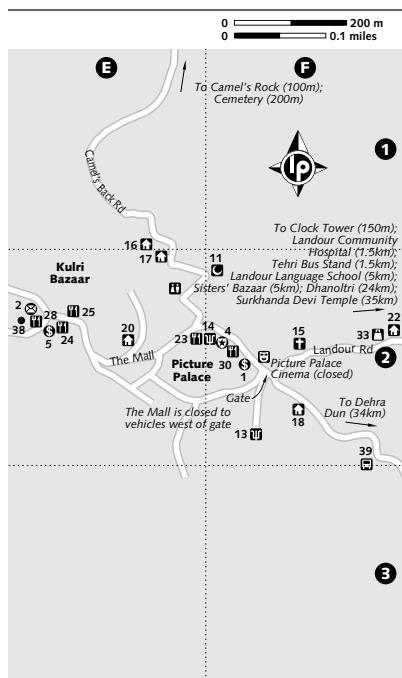 0 200 m
0 0.1 miles
E
F
To Camel's Rock (100m);
Cemetery (200m)
lp
1
Camel's Back Rd
To Clock Tower (150m);
Landour Community
Hospital (1.5km);
Tehri Bus Stand (1.5km);
Landour Language School (5km);
Sisters' Bazaar (5km); Dhanoltri (24km);
Surkhanda Devi Temple (35km)
16
17
11
Kulri
Bazaar
2
28
25
38
5
24
20
The Mall
23
14
4
30
1
Picture
Palace
15
22
33
Landour Rd
2
Picture Palace
Cinema (closed)
Gate
The Mall is closed to
vehicles west of gate
13
18
To Dehra
Dun (34km)
39
3